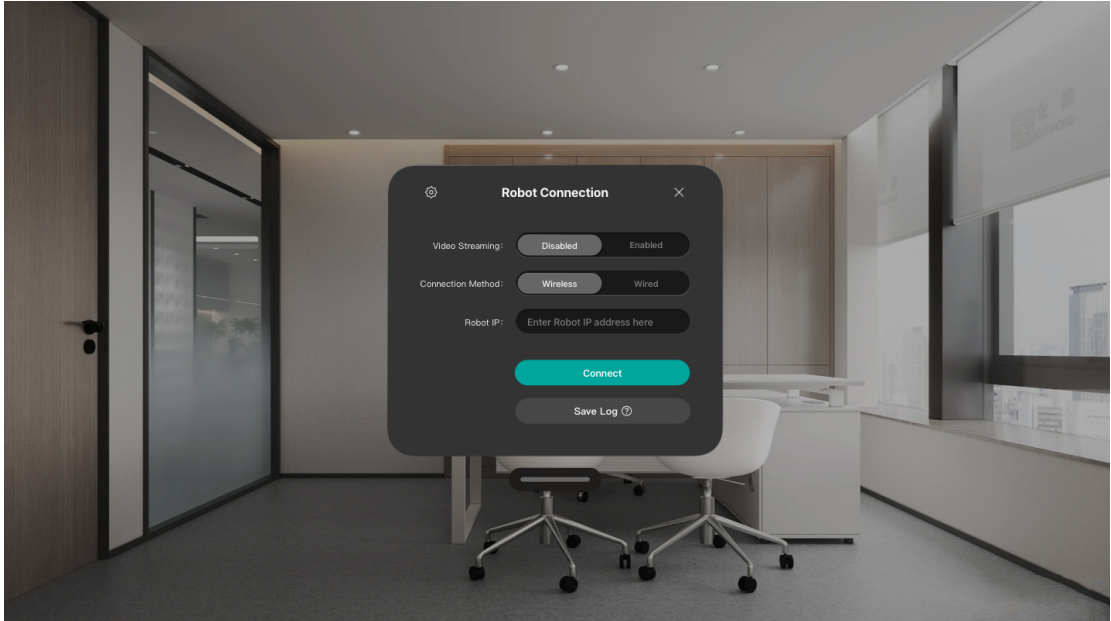 Robot Connection
Video Streaming: Disabled Enabled
Connection Method: Wireless Wired
Robot IP: Enter Robot IP address here
Connect
Save Log